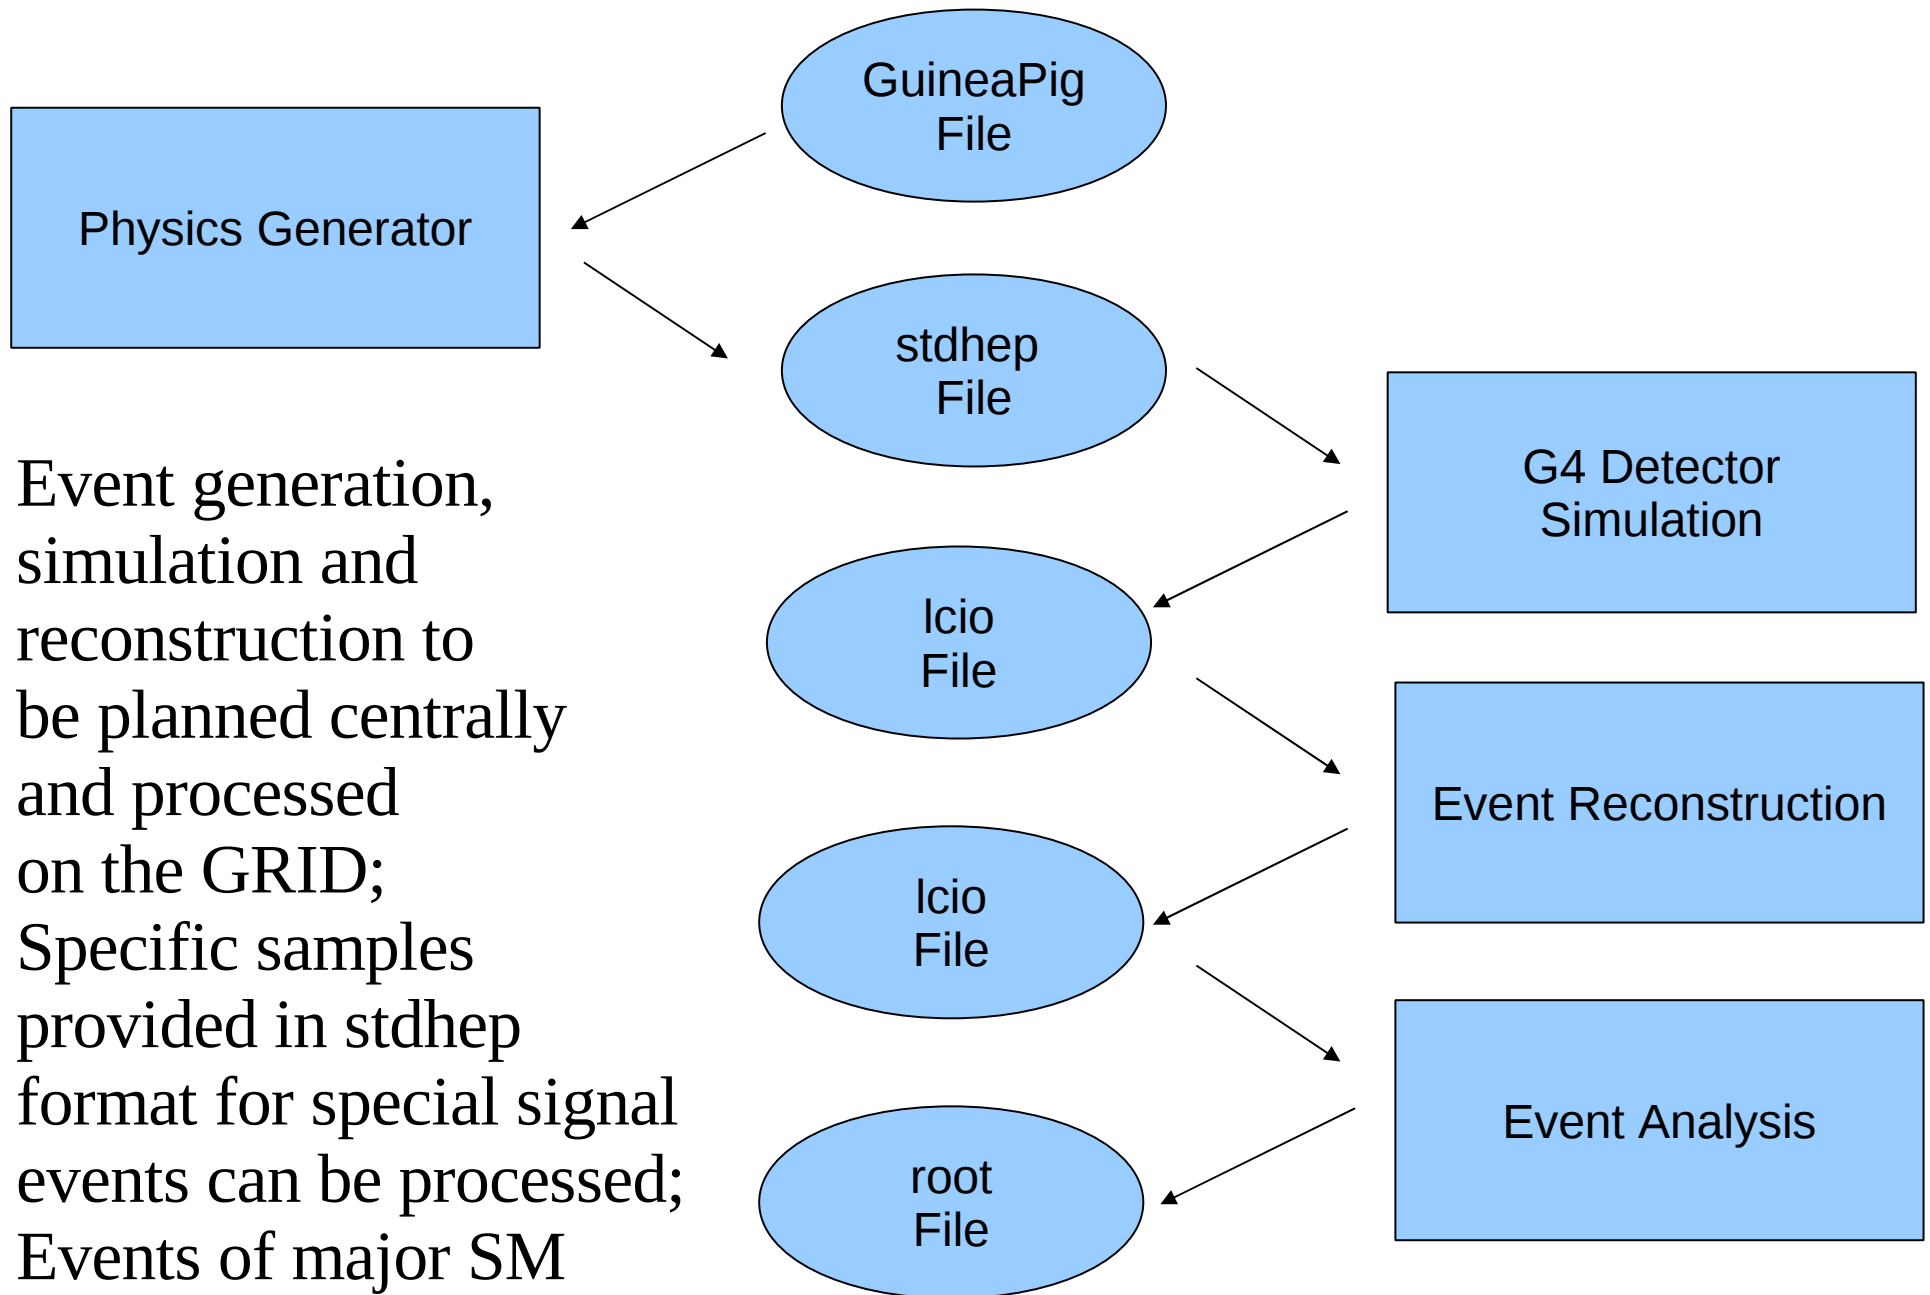 GuineaPig
File
Physics Generator
stdhep
File
G4 Detector
Simulation
lcio
File
Event Reconstruction
lcio
File
Event Analysis
root
File
Event generation,
simulation and
reconstruction to
be planned centrally
and processed
on the GRID;
Specific samples
provided in stdhep
format for special signal
events can be processed;
Events of major SM